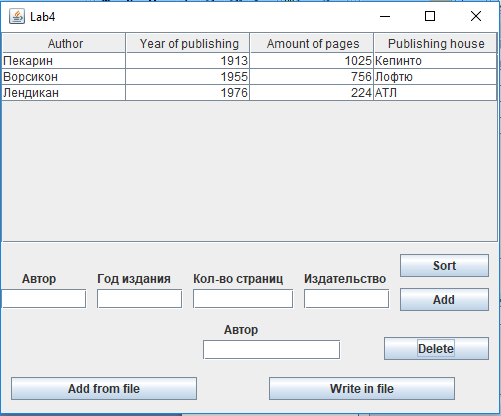 Lab4
Author Year of publishing Amount of pages Publishing house
Пекарин 1913 1025 Кепинто
Ворсикон 1955 756 Лофтю
Лендикан 1976 224 АТЛ
Sort
Автор Год издания Кол-во страниц Издательство
Add
Автор
Delete
Add from file Write in file